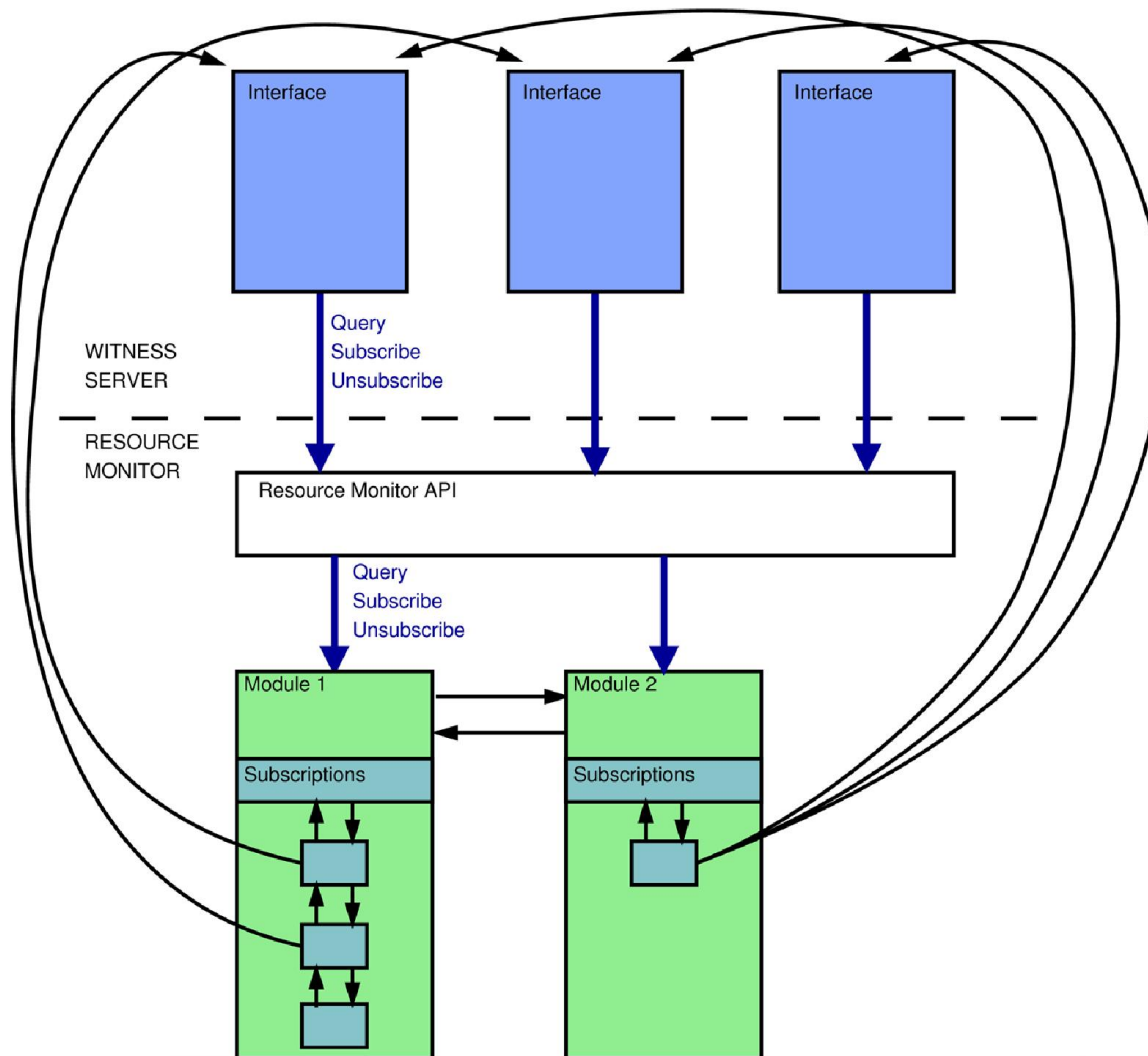 Interface
Interface
Interface
Query
Subscribe
Unsubscribe
WITNESS
SERVER
RESOURCE
MONITOR
Resource Monitor API
Query
Subscribe
Unsubscribe
Module 1
Module 2
Subscriptions
Subscriptions